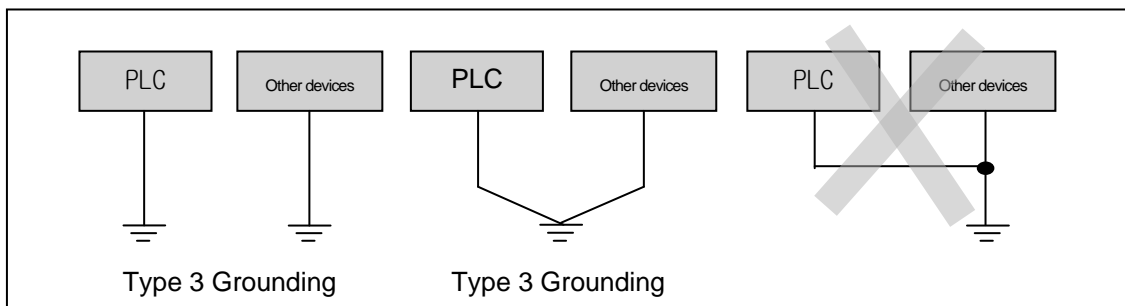 PLC Other devices PLC Other devices PLC Other devices
Type 3 Grounding Type 3 Grounding